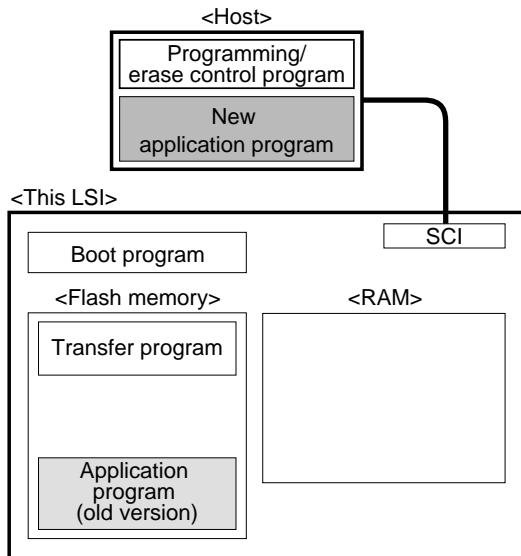 <Host>
Programming/
erase control program
New
application program
<This LSI>
SCI
Boot program
<Flash memory>
<RAM>
Transfer program
Application
program
(old version)